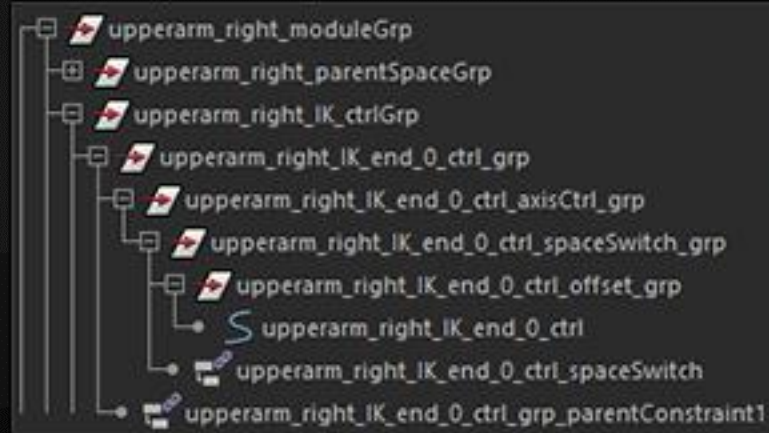 upperarm_right_moduleGrp
upperarm_right_parentSpaceGrp
upperarm_right_IK_ctrlGrp
upperarm_right_IK_end_0_ctrl_grp
upperarm_right_IK_end_0_ctrl_axisCtrl_grp
upperarm_right_IK_end_0_ctrl_spaceSwitch_grp
upperarm_right_IK_end_0_ctrl_offset_grp
upperarm_right_IK_end_0_ctrl
upperarm_right_IK_end_0_ctrl_spaceSwitch
upperarm_right_IK_end_0_ctrl_grp_parentConstraint1